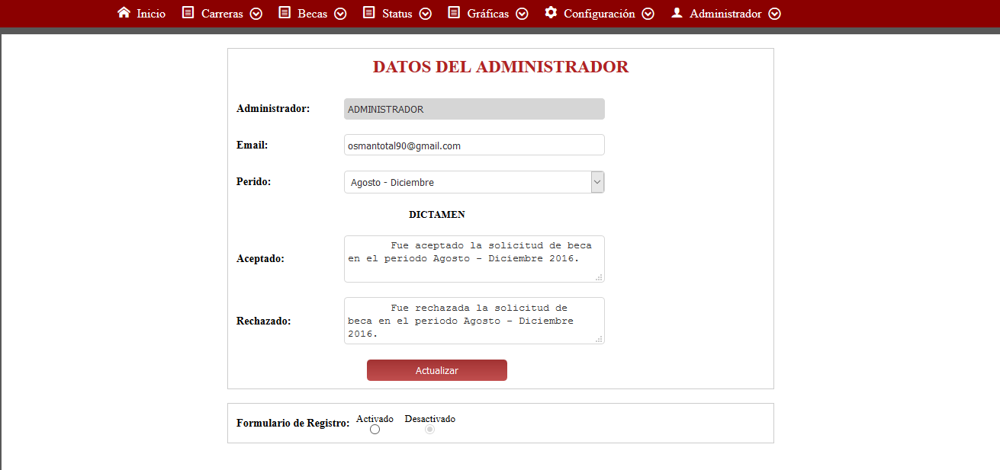 Inicio Carreras Becas Status Gráficas Configuración Administrador
DATOS DEL ADMINISTRADOR
Administrador: ADMINISTRADOR
Email: osmantotal90@gmail.com
Perido: Agosto - Diciembre
DICTAMEN
Aceptado:
Fue aceptado la solicitud de beca
en el periodo Agosto - Diciembre 2016.
Rechazado:
Fue rechazada la solicitud de
beca en el periodo Agosto - Diciembre
2016.
Actualizar
Formulario de Registro: Activado Desactivado